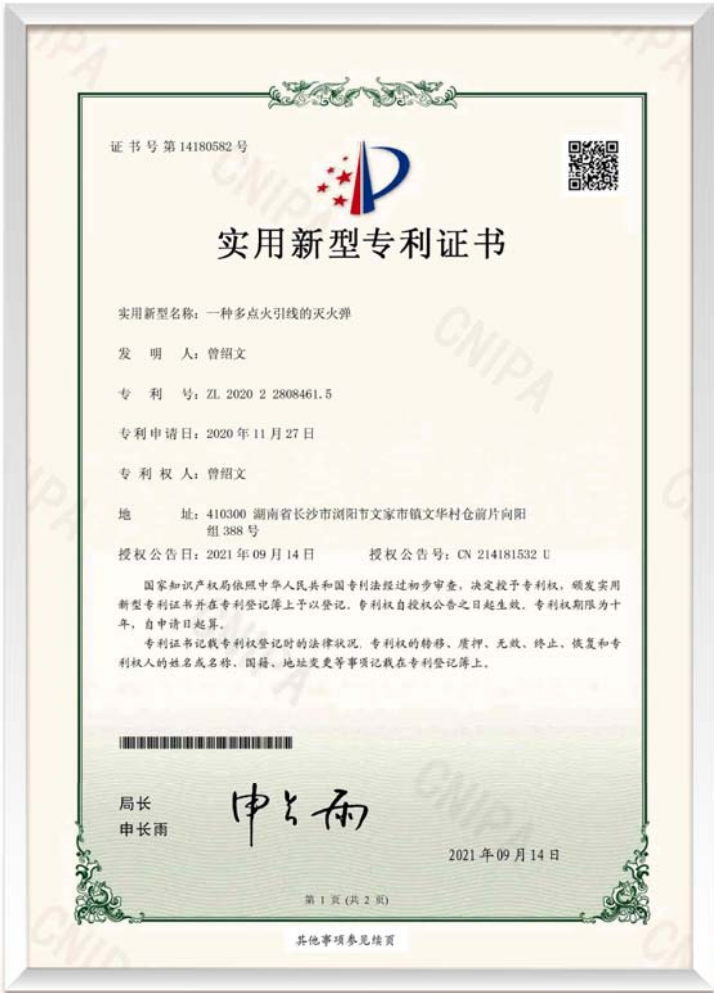 证书号第14180582号
实用新型专利证书
实用新型名称：一种多点火引线的灭火弹
发 明 人：曾绍文
专 利 号：ZL 2020 2 2808461.5
专利申请日：2020年11月27日
专 利 权 人：曾绍文
地 址：410300 湖南省长沙市浏阳市文家市镇文华村仓前片向阳
组388号
授权公告日：2021年09月14日 授权公告号：CN 214181532 U
国家知识产权局依照中华人民共和国专利法经过初步审查，决定授予专利权，颁发实用
新型专利证书并在专利登记簿上予以登记。专利权自授权公告之日起生效。专利权期限为十
年，自申请日起算。
专利证书记载专利权登记时的法律状况。专利权的转移、质押、无效、终止、恢复和专
利权人的姓名或名称、国籍、地址变更等事项记载在专利登记簿上。
局长
申长雨
申长雨
2021年09月14日
第 1 页 (共 2 页)
其他事项参见续页
CNIPA
CNIPA
CNIPA
CNIPA